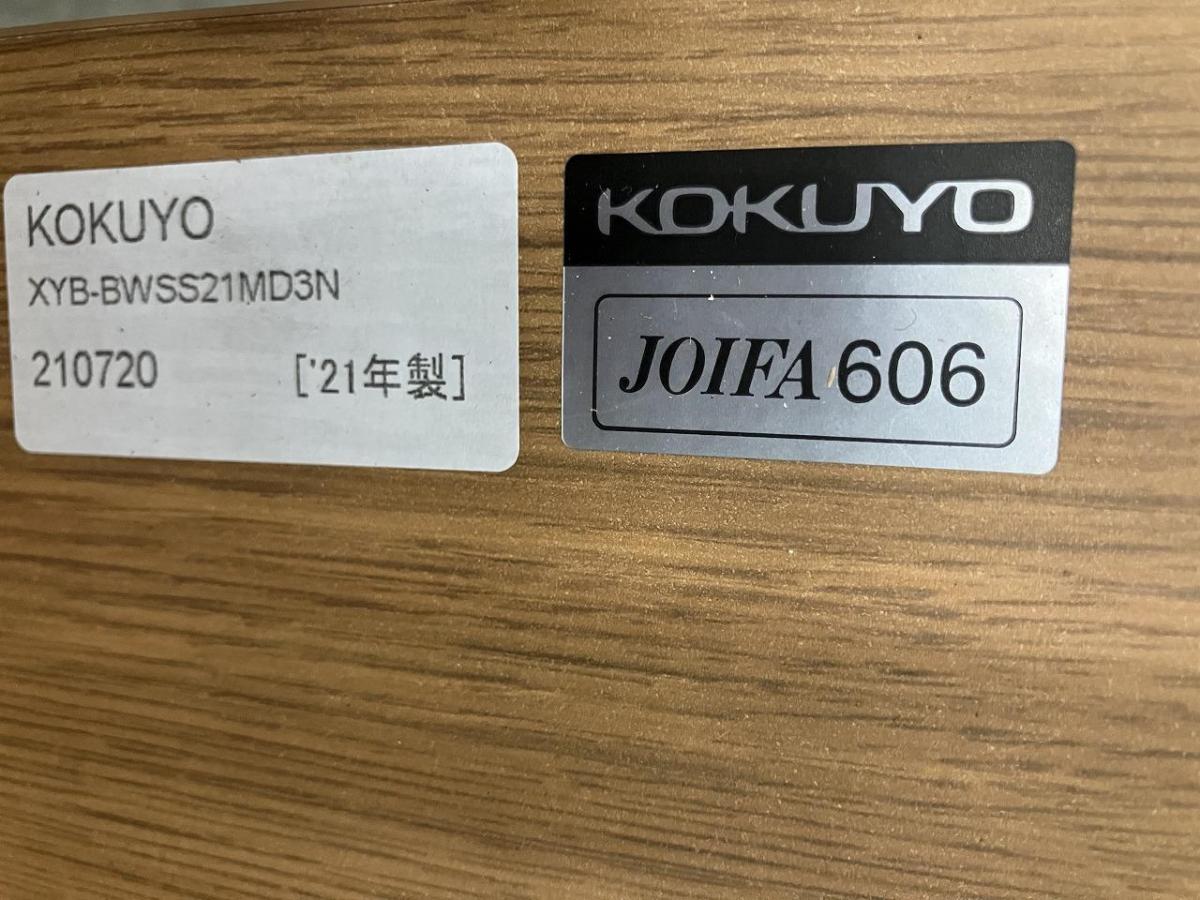 KOKUYO
XYB-BWSS21MD3N
210720 ['21年製]
KOKUYO
JOIFA 606